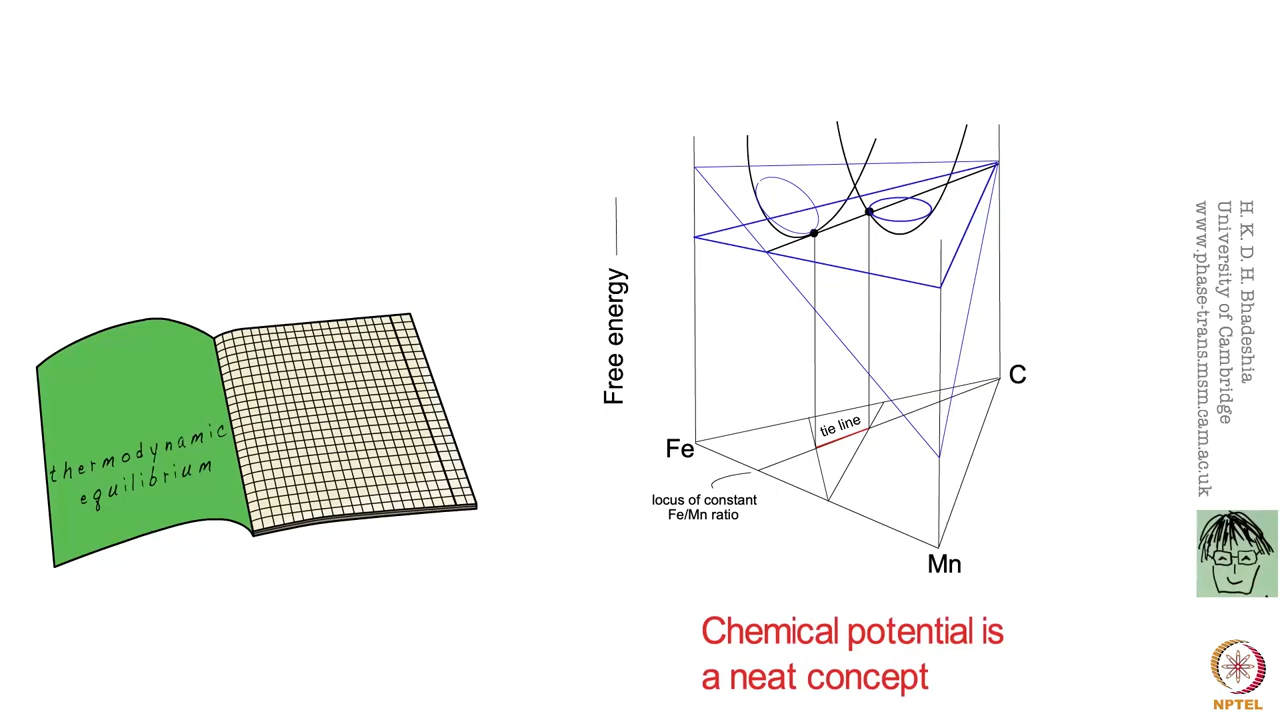 thermodynamic
equilibrium
Free energy
C
tie line
Fe
locus of constant
Fe/Mn ratio
Mn
Chemical potential is
a neat concept
H. K. D. H. Bhadeshia
University of Cambridge
www.phase-trans.msm.cam.ac.uk
NPTEL